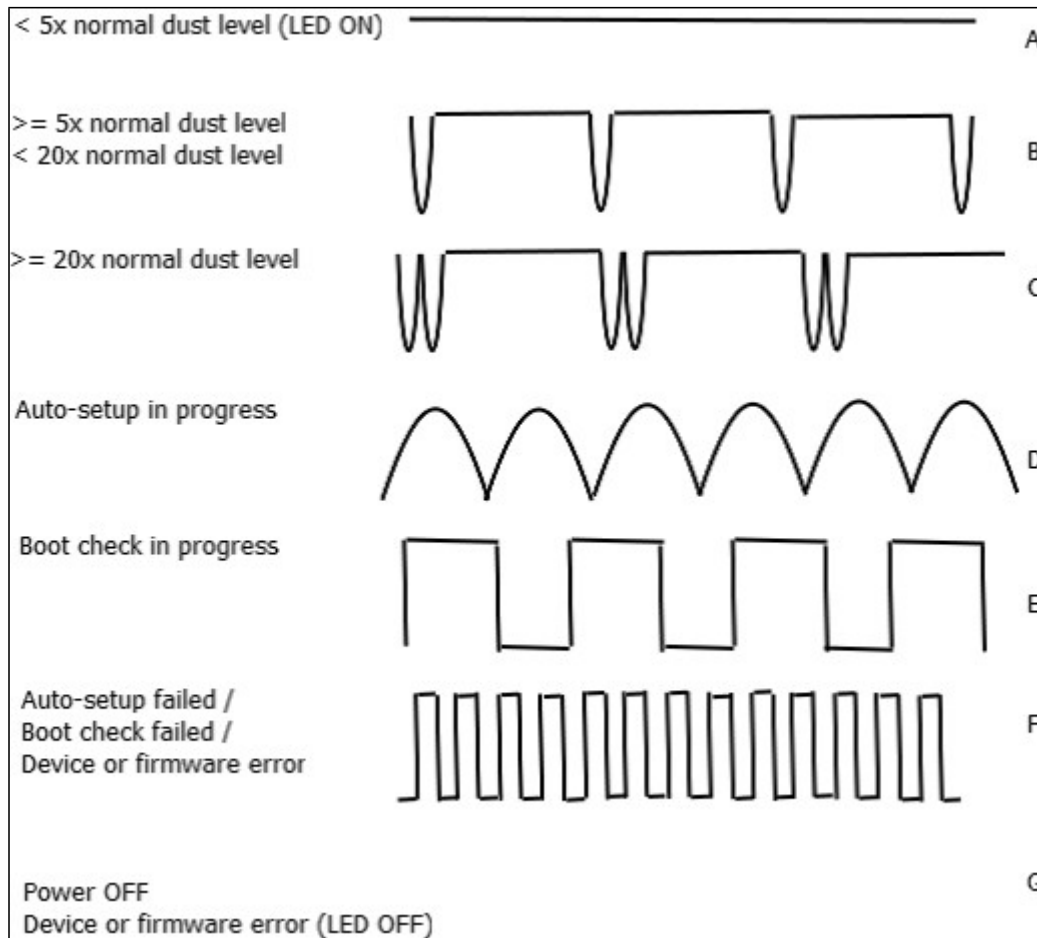 < 5x normal dust level (LED ON)
A
>= 5x normal dust level
< 20x normal dust level
B
>= 20x normal dust level
C
Auto-setup in progress
D
Boot check in progress
E
Auto-setup failed /
Boot check failed /
Device or firmware error
F
Power OFF
Device or firmware error (LED OFF)
G